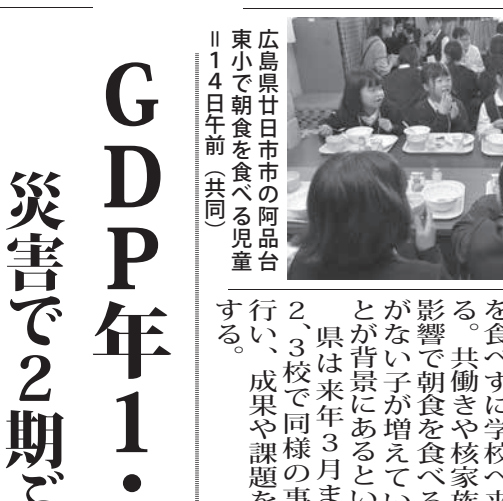 広島県廿日市市の阿品台
東小で朝食を食べる児童
＝14日午前（共同）
を食べずに学校へ来
る。共働きや核家族
影響で朝食を食べる
がない子が増えてい
とが背景にあるとい
県は来年３月ま
２、３校で同様の事
行い、成果や課題を
する。
ＧＤＰ年１・
災害で２期ご